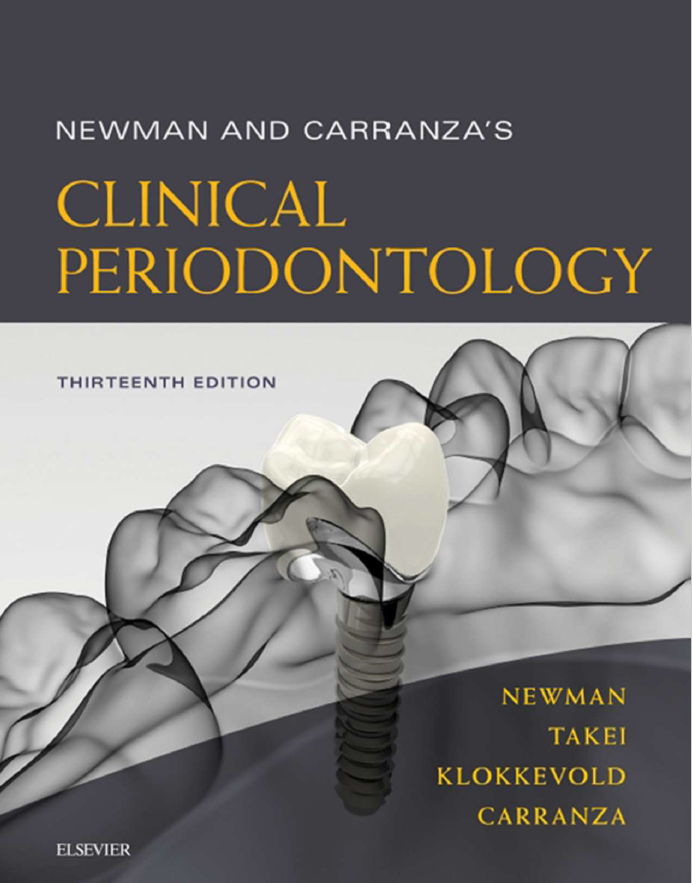 NEWMAN AND CARRANZA'S
CLINICAL
PERIODONTOLOGY
THIRTEENTH EDITION
NEWMAN
TAKEI
KLOKKEVOLD
CARRANZA
ELSEVIER